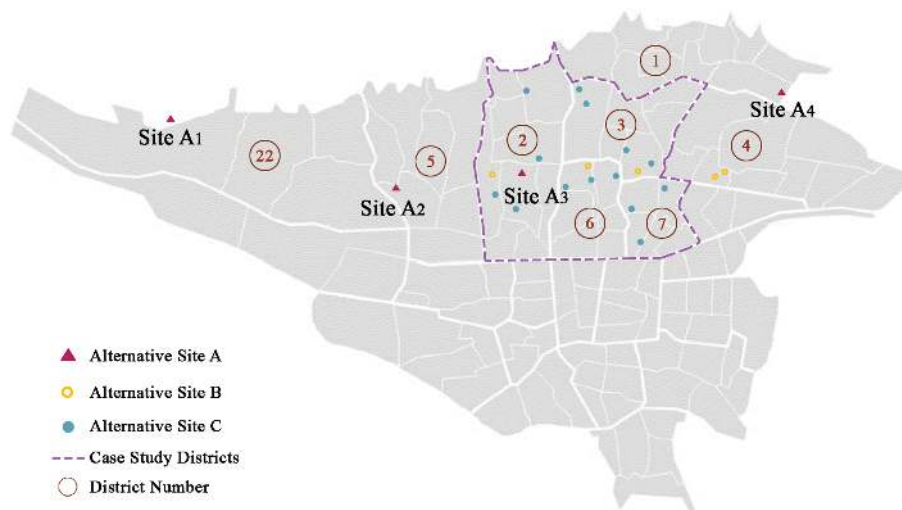 1
Site A4
Site A1
3
2
4
22
5
Site A3
Site A2
6
7
Alternative Site A
Alternative Site B
Alternative Site C
Case Study Districts
District Number